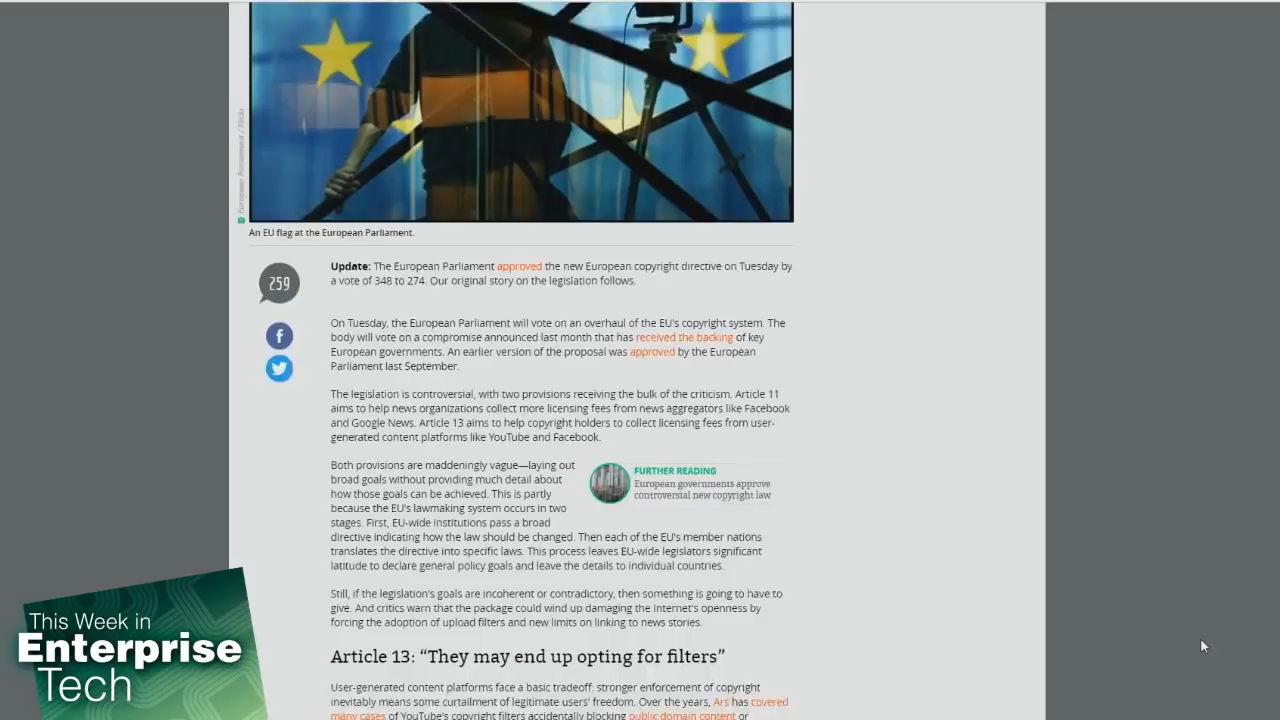 European Parliament / Flickr
An EU flag at the European Parliament.
259
Update: The European Parliament approved the new European copyright directive on Tuesday by
a vote of 348 to 274. Our original story on the legislation follows.
On Tuesday, the European Parliament will vote on an overhaul of the EU's copyright system. The
body will vote on a compromise announced last month that has received the backing of key
European governments. An earlier version of the proposal was approved by the European
Parliament last September.
The legislation is controversial, with two provisions receiving the bulk of the criticism. Article 11
aims to help news organizations collect more licensing fees from news aggregators like Facebook
and Google News. Article 13 aims to help copyright holders to collect licensing fees from user-
generated content platforms like YouTube and Facebook.
Both provisions are maddeningly vague—laying out
broad goals without providing much detail about
how those goals can be achieved. This is partly
because the EU's lawmaking system occurs in two
stages. First, EU-wide institutions pass a broad
directive indicating how the law should be changed. Then each of the EU's member nations
translates the directive into specific laws. This process leaves EU-wide legislators significant
latitude to declare general policy goals and leave the details to individual countries.
FURTHER READING
European governments approve
controversial new copyright law
Still, if the legislation's goals are incoherent or contradictory, then something is going to have to
give. And critics warn that the package could wind up damaging the Internet's openness by
forcing the adoption of upload filters and new limits on linking to news stories.
Article 13: “They may end up opting for filters”
User-generated content platforms face a basic tradeoff: stronger enforcement of copyright
inevitably means some curtailment of legitimate users' freedom. Over the years, Ars has covered
many cases of YouTube's copyright filters accidentally blocking public domain content or
This Week in
Enterprise
Tech